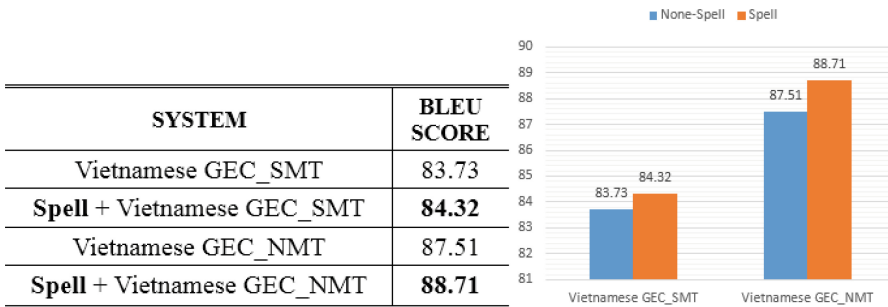 SYSTEM BLEU SCORE
Vietnamese GEC_SMT 83.73
Spell + Vietnamese GEC_SMT 84.32
Vietnamese GEC_NMT 87.51
Spell + Vietnamese GEC_NMT 88.71
None-Spell Spell
90
89
88
87
86
85
84
83
82
81
83.73
84.32
87.51
88.71
Vietnamese GEC_SMT Vietnamese GEC_NMT